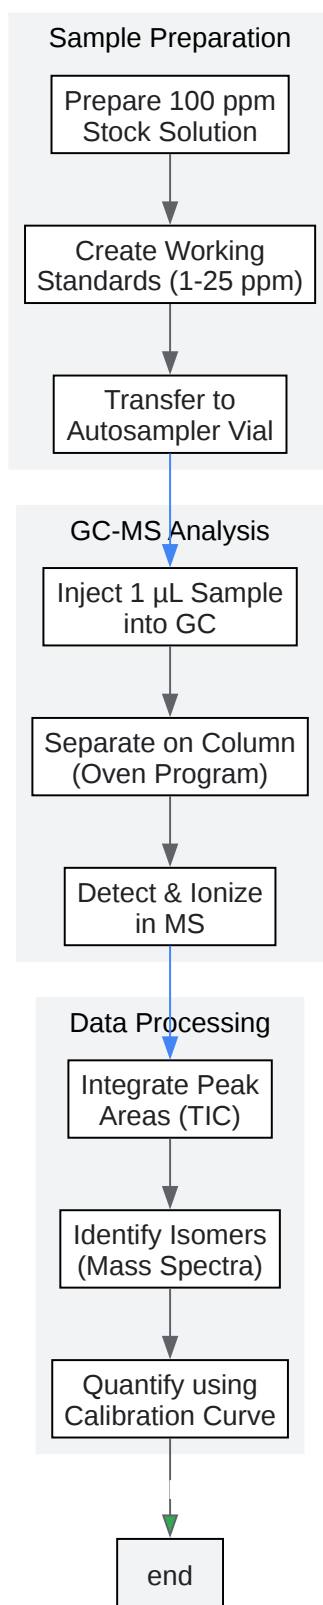 Sample Preparation
Prepare 100 ppm
Stock Solution
Create Working
Standards (1-25 ppm)
Transfer to
Autosampler Vial
GC-MS Analysis
Inject 1 µL Sample
into GC
Separate on Column
(Oven Program)
Detect & Ionize
in MS
Data Processing
Integrate Peak
Areas (TIC)
Identify Isomers
(Mass Spectra)
Quantify using
Calibration Curve
end